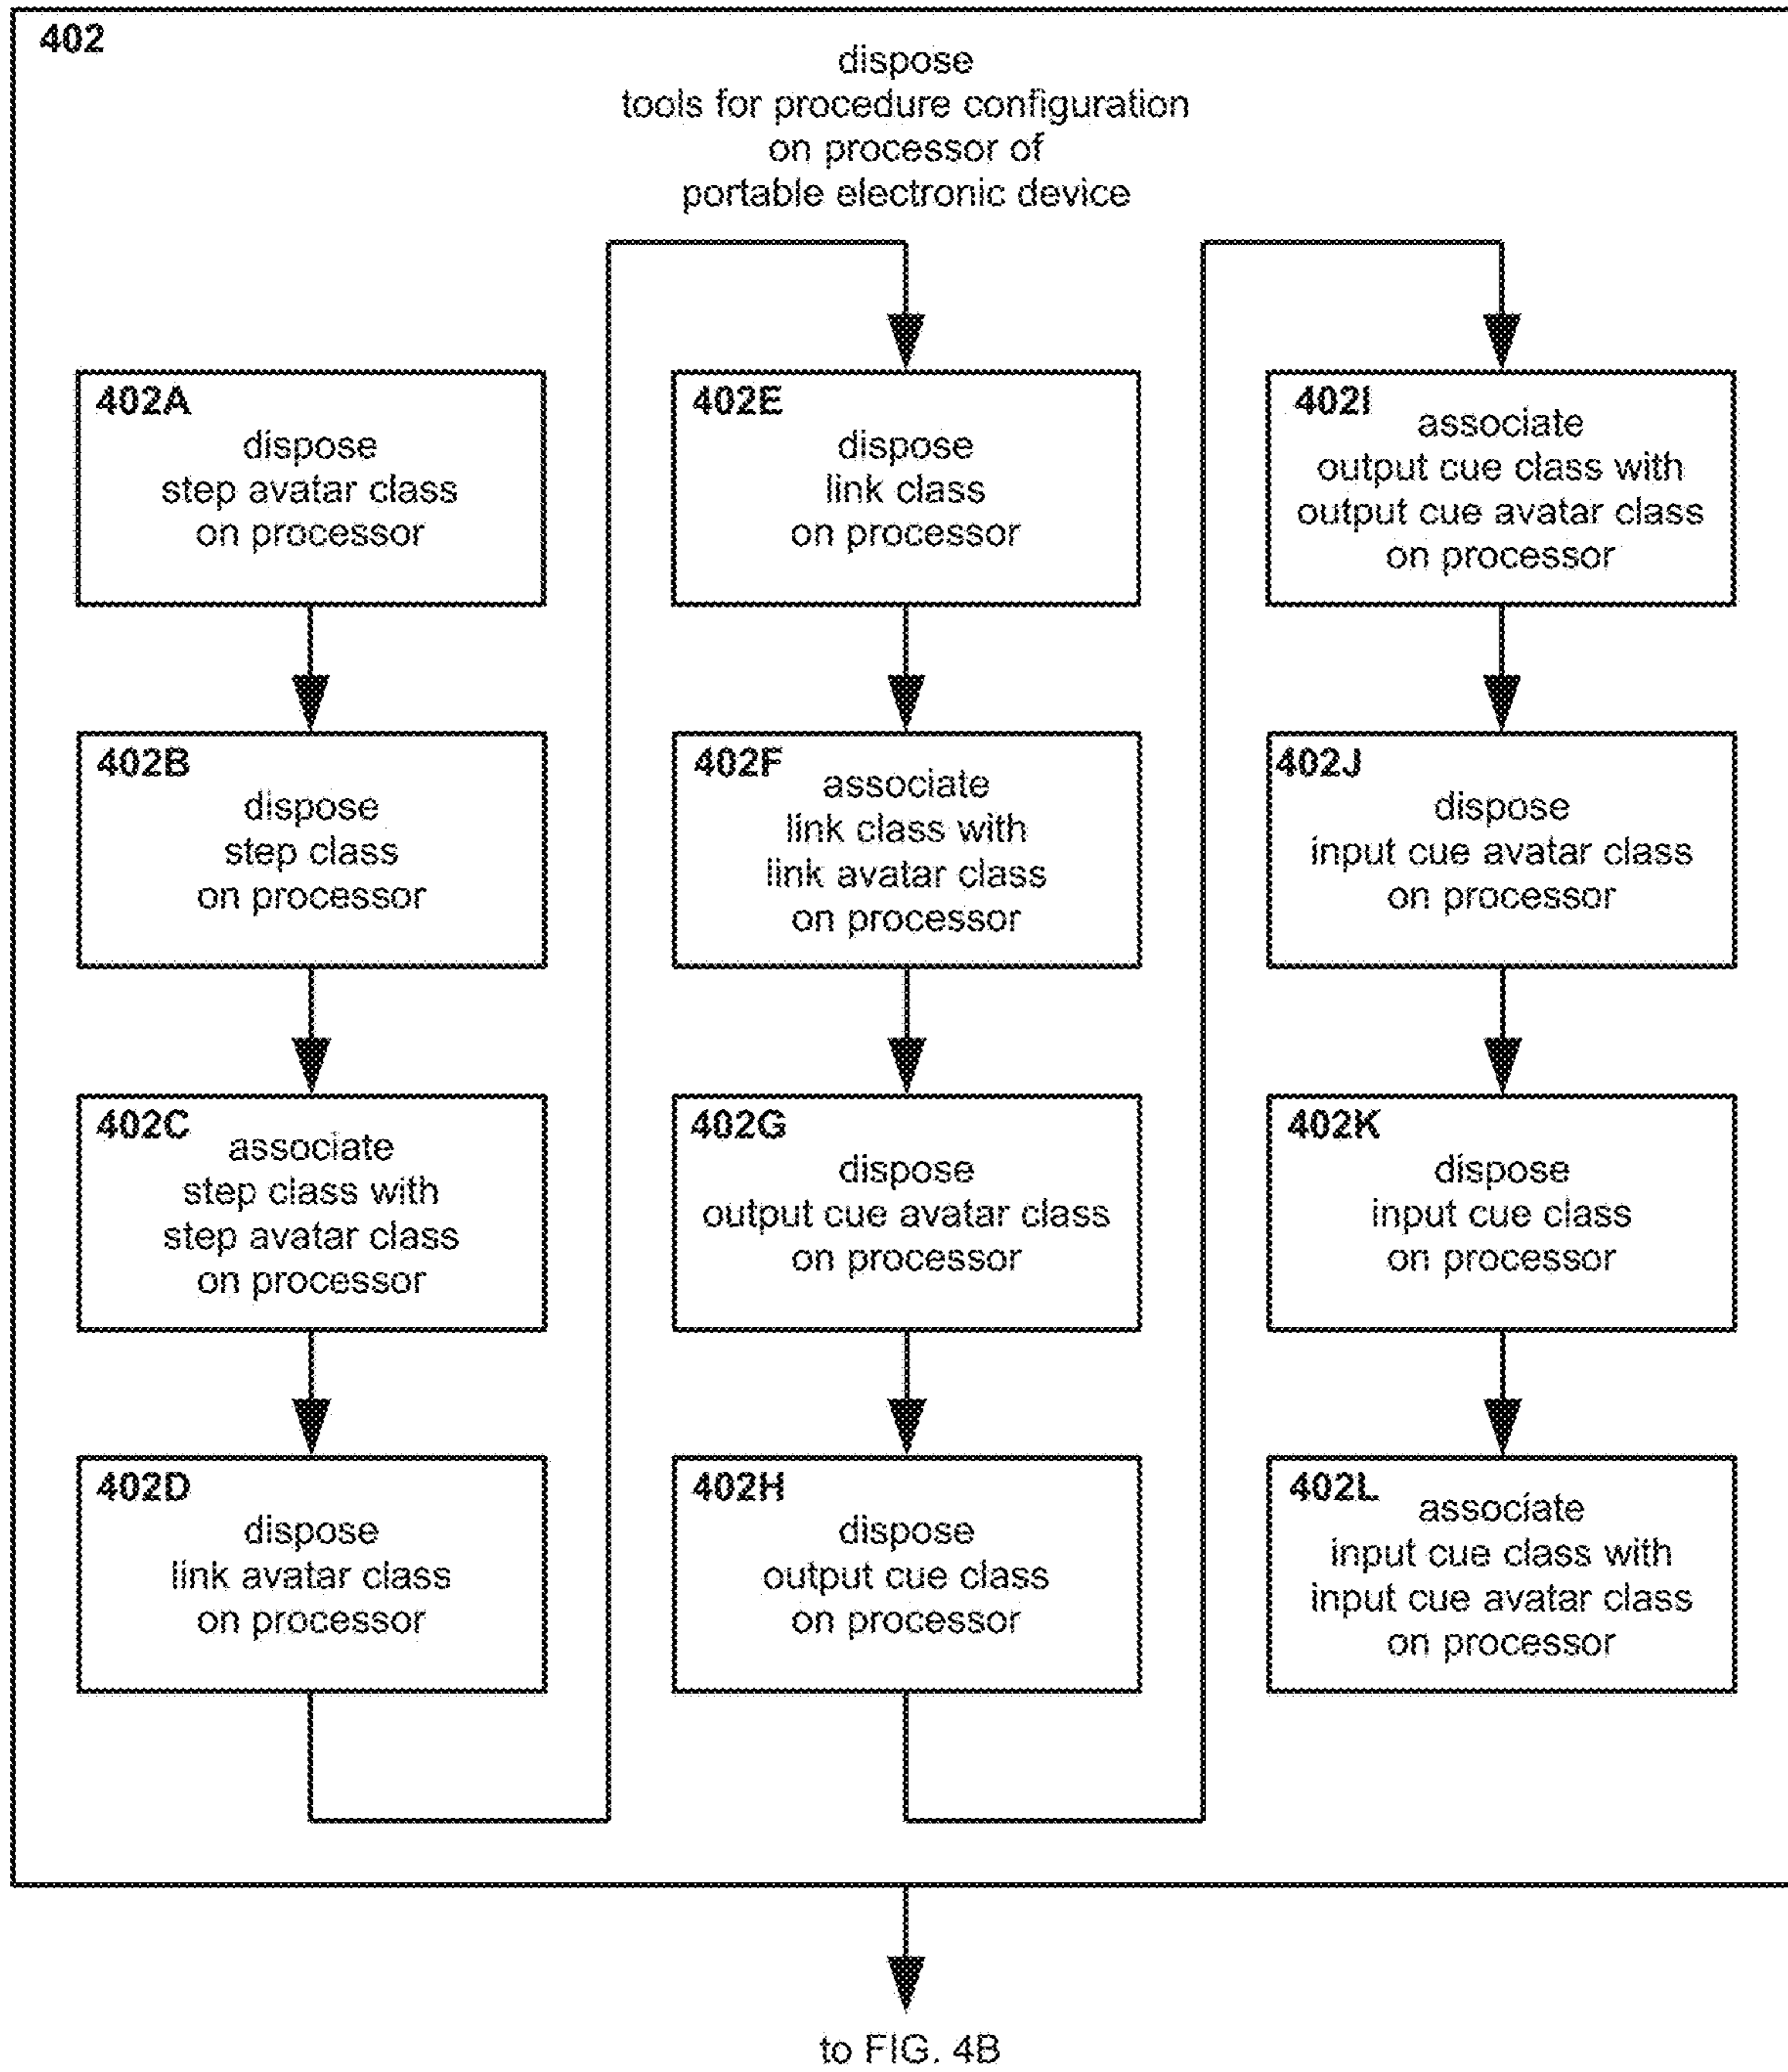 402
dispose
tools for procedure configuration
on processor of
portable electronic device
402A
dispose
step avatar class
on processor
402B
dispose
step class
on processor
402C
associate
step class with
step avatar class
on processor
402D
dispose
link avatar class
on processor
402E
dispose
link class
on processor
402F
associate
link class with
link avatar class
on processor
402G
dispose
output cue avatar class
on processor
402H
dispose
output cue class
on processor
402I
associate
output cue class with
output cue avatar class
on processor
402J
dispose
input cue avatar class
on processor
402K
dispose
input cue class
on processor
402L
associate
input cue class with
input cue avatar class
on processor
to FIG. 4B